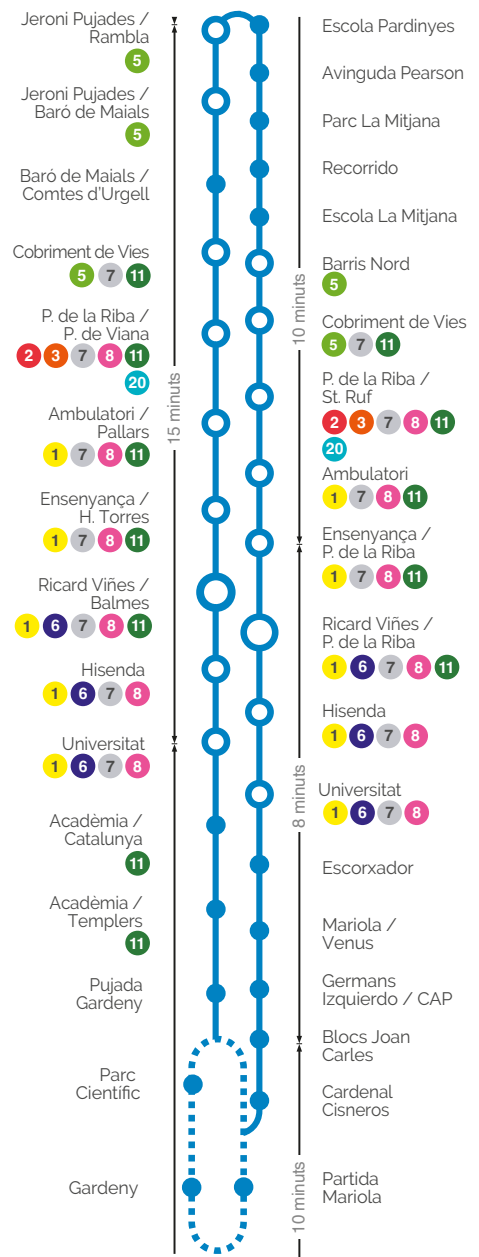 Jeroni Pujades /
Rambla
5
Jeroni Pujades /
Baró de Maials
5
Baró de Maials /
Comtes d'Urgell
Cobriment de Vies
5 7 11
P. de la Riba /
P. de Viana
2 3 7 8 11
20
Ambulatori /
Pallars
1 7 8 11
Ensenyança /
H. Torres
1 7 8 11
Ricard Viñes /
Balmes
1 6 7 8 11
Hisenda
1 6 7 8
Universitat
1 6 7 8
Acadèmia /
Catalunya
11
Acadèmia /
Templers
11
Pujada
Gardeny
Parc
Científic
Gardeny
15 minuts
Escola Pardinyes
Avinguda Pearson
Parc La Mitjana
Recorrido
Escola La Mitjana
Barris Nord
5
Cobriment de Vies
5 7 11
P. de la Riba /
St. Ruf
2 3 7 8 11
20
Ambulatori
1 7 8 11
Ensenyança /
P. de la Riba
1 7 8 11
Ricard Viñes /
P. de la Riba
1 6 7 8 11
Hisenda
1 6 7 8
Universitat
1 6 7 8
Escorxador
Mariola /
Venus
Germans
Izquierdo / CAP
Blocs Joan
Carles
Cardenal
Cisneros
Partida
Mariola
10 minuts
8 minuts
10 minuts